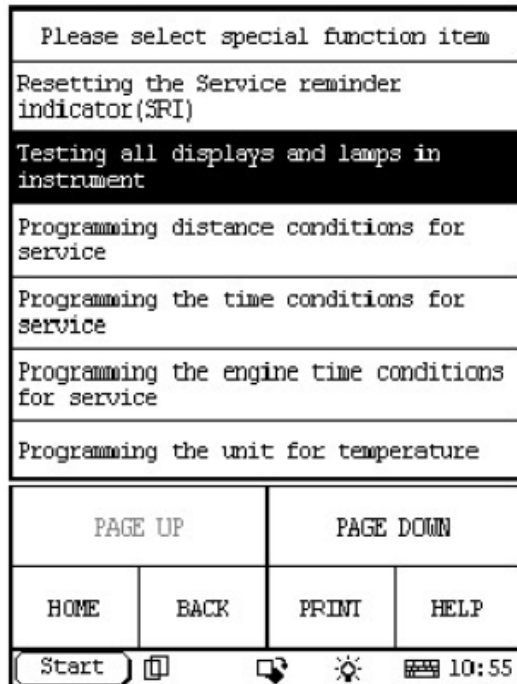 Please select special function item
Resetting the Service reminder
indicator(SRI)
Testing all displays and lamps in
instrument
Programming distance conditions for
service
Programming the time conditions for
service
Programming the engine time conditions
for service
Programming the unit for temperature
PAGE UP
PAGE DOWN
HOME
BACK
PRINT
HELP
Start
10:55